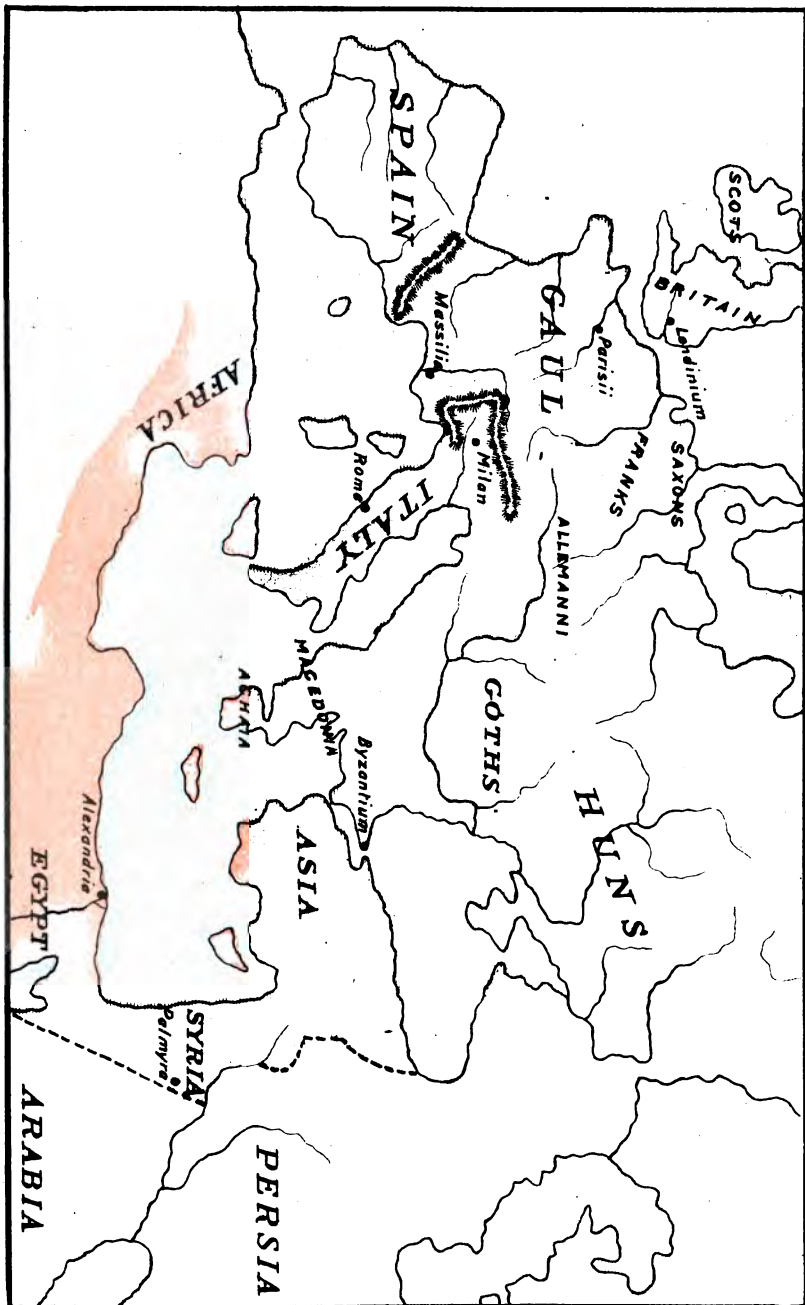 SCOTS
BRITAIN
Londinium
SAXONS
FRANKS
Parisii
GAUL
ALLEMANNI
HUNS
GOTHS
SPAIN
Massilia
Milan
ITALY
Rome
MACEDONIA
Byzantium
ACHAIA
ASIA
AFRICA
Alexandria
EGYPT
SYRIA
Palmyra
PERSIA
ARABIA